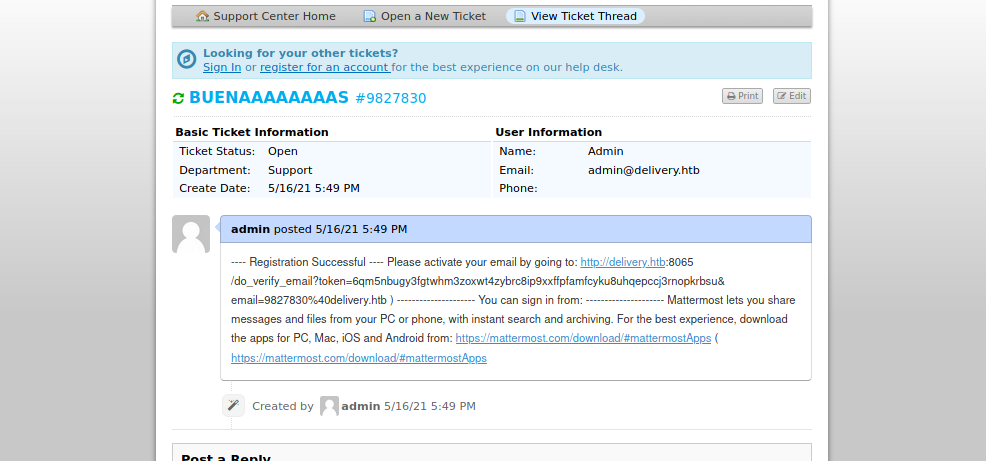 Support Center Home Open a New Ticket View Ticket Thread
Looking for your other tickets?
Sign In or register for an account for the best experience on our help desk.
BUENAAAAAAAAS #9827830 Print Edit
Basic Ticket Information User Information
Ticket Status: Open Name: Admin
Department: Support Email: admin@delivery.htb
Create Date: 5/16/21 5:49 PM Phone:
admin posted 5/16/21 5:49 PM
---- Registration Successful ---- Please activate your email by going to: http://delivery.htb:8065
/do_verify_email?token=6qm5nbugy3fgtwhm3zoxwt4zybrc8ip9xxffpfamfcyku8uhqepccj3rnopkrbsu&
email=9827830%40delivery.htb ) --------------------- You can sign in from: --------------------- Mattermost lets you share
messages and files from your PC or phone, with instant search and archiving. For the best experience, download
the apps for PC, Mac, iOS and Android from: https://mattermost.com/download/#mattermostApps (
https://mattermost.com/download/#mattermostApps
Created by admin 5/16/21 5:49 PM
Post a Reply